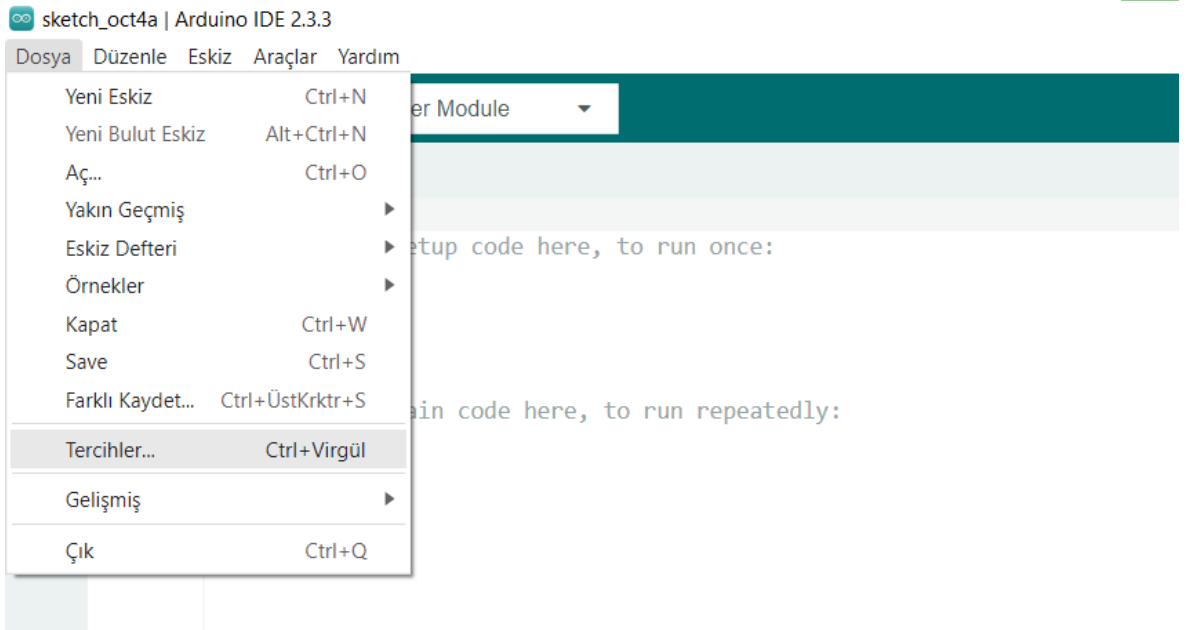 sketch_oct4a | Arduino IDE 2.3.3
Dosya Düzenle Eskiz Araçlar Yardım
Yeni Eskiz Ctrl+N
er Module
Yeni Bulut Eskiz Alt+Ctrl+N
Aç... Ctrl+O
Yakın Geçmiş
Eskiz Defteri
etup code here, to run once:
Örnekler
Kapat Ctrl+W
Save Ctrl+S
Farklı Kaydet... Ctrl+ÜstKrktr+S
ain code here, to run repeatedly:
Tercihler... Ctrl+Virgül
Gelişmiş
Çık Ctrl+Q